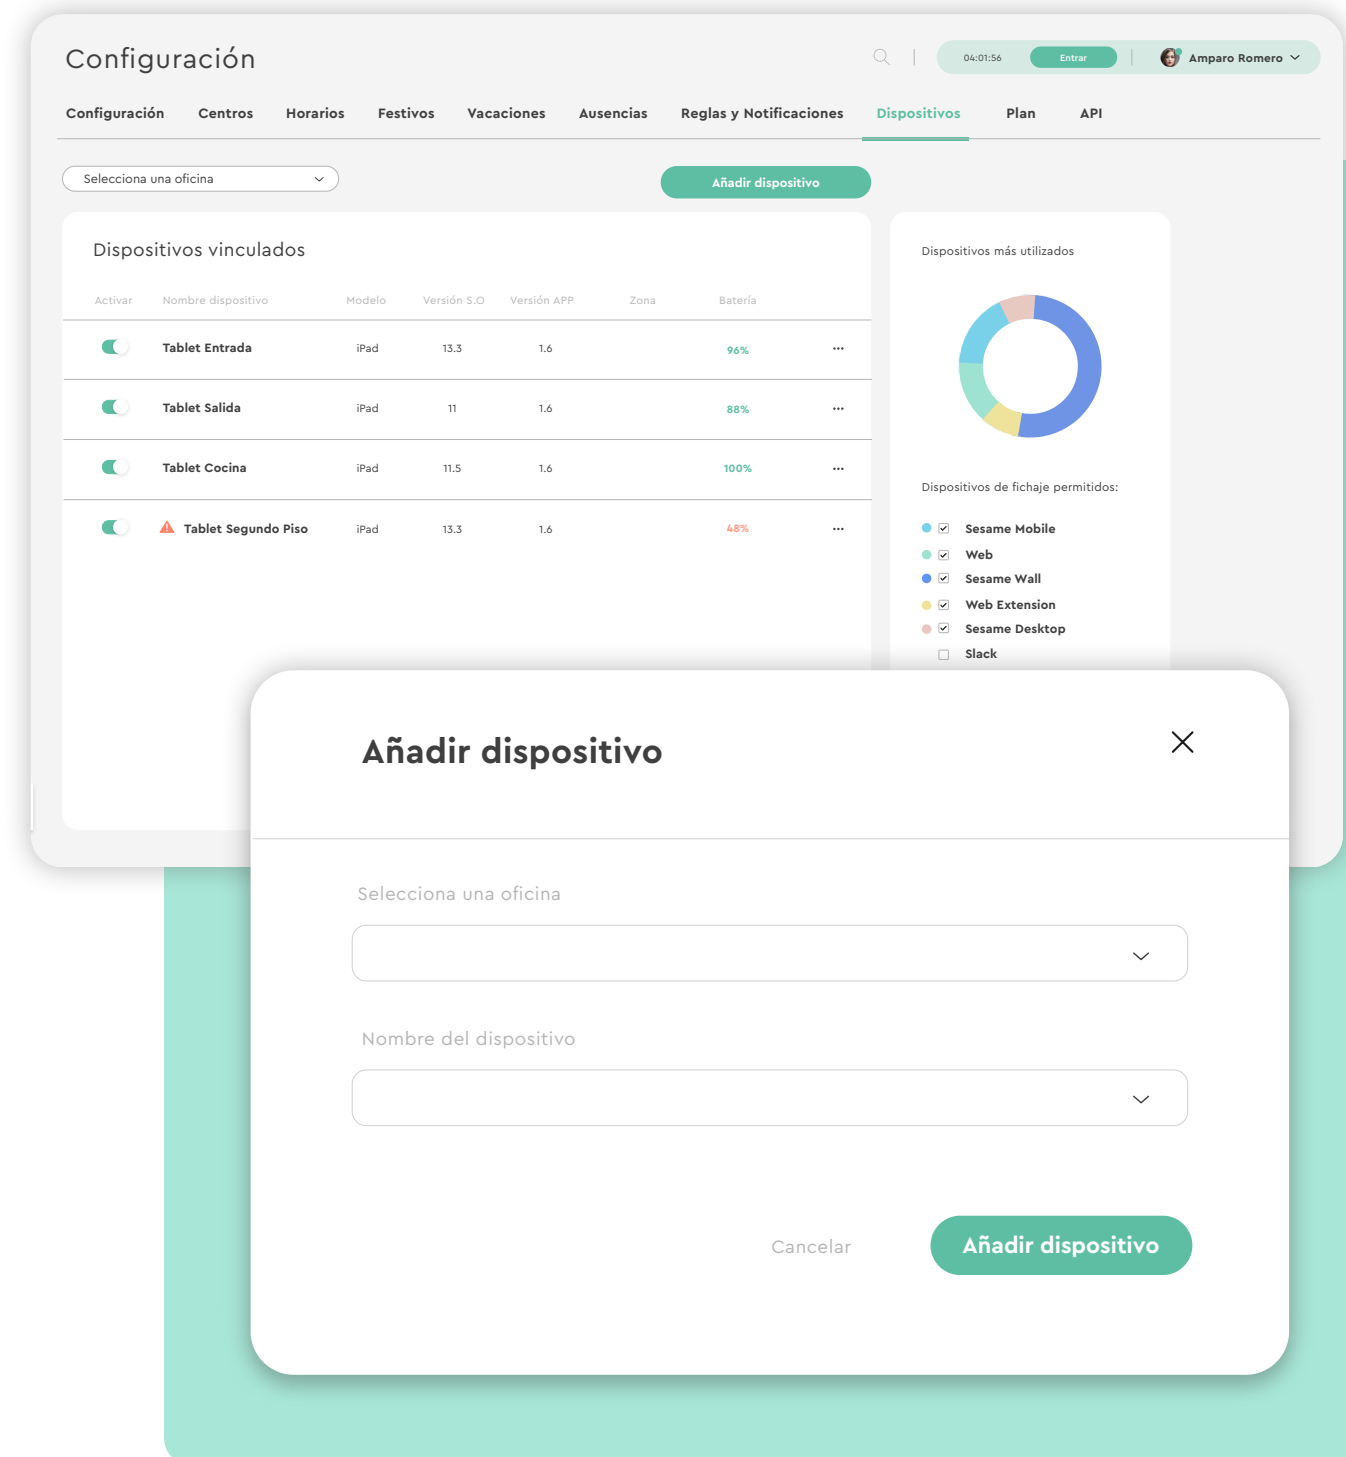 Configuración
04:01:56
Entrar
Amparo Romero
Configuración Centros Horarios Festivos Vacaciones Ausencias Reglas y Notificaciones Dispositivos Plan API
Selecciona una oficina
Añadir dispositivo
Dispositivos vinculados
Activar Nombre dispositivo Modelo Versión S.O Versión APP Zona Batería
Tablet Entrada iPad 13.3 1.6 96% ...
Tablet Salida iPad 11 1.6 88% ...
Tablet Cocina iPad 11.5 1.6 100% ...
Tablet Segundo Piso iPad 13.3 1.6 48% ...
Dispositivos más utilizados
Dispositivos de fichaje permitidos:
Sesame Mobile
Web
Sesame Wall
Web Extension
Sesame Desktop
Slack
Añadir dispositivo
Selecciona una oficina
Nombre del dispositivo
Cancelar
Añadir dispositivo